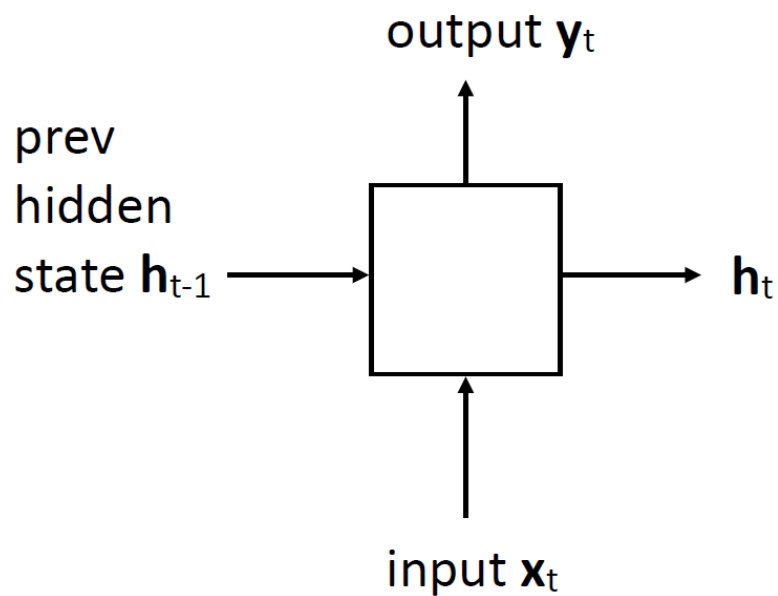 output yt
prev
hidden
state ht-1
ht
input xt